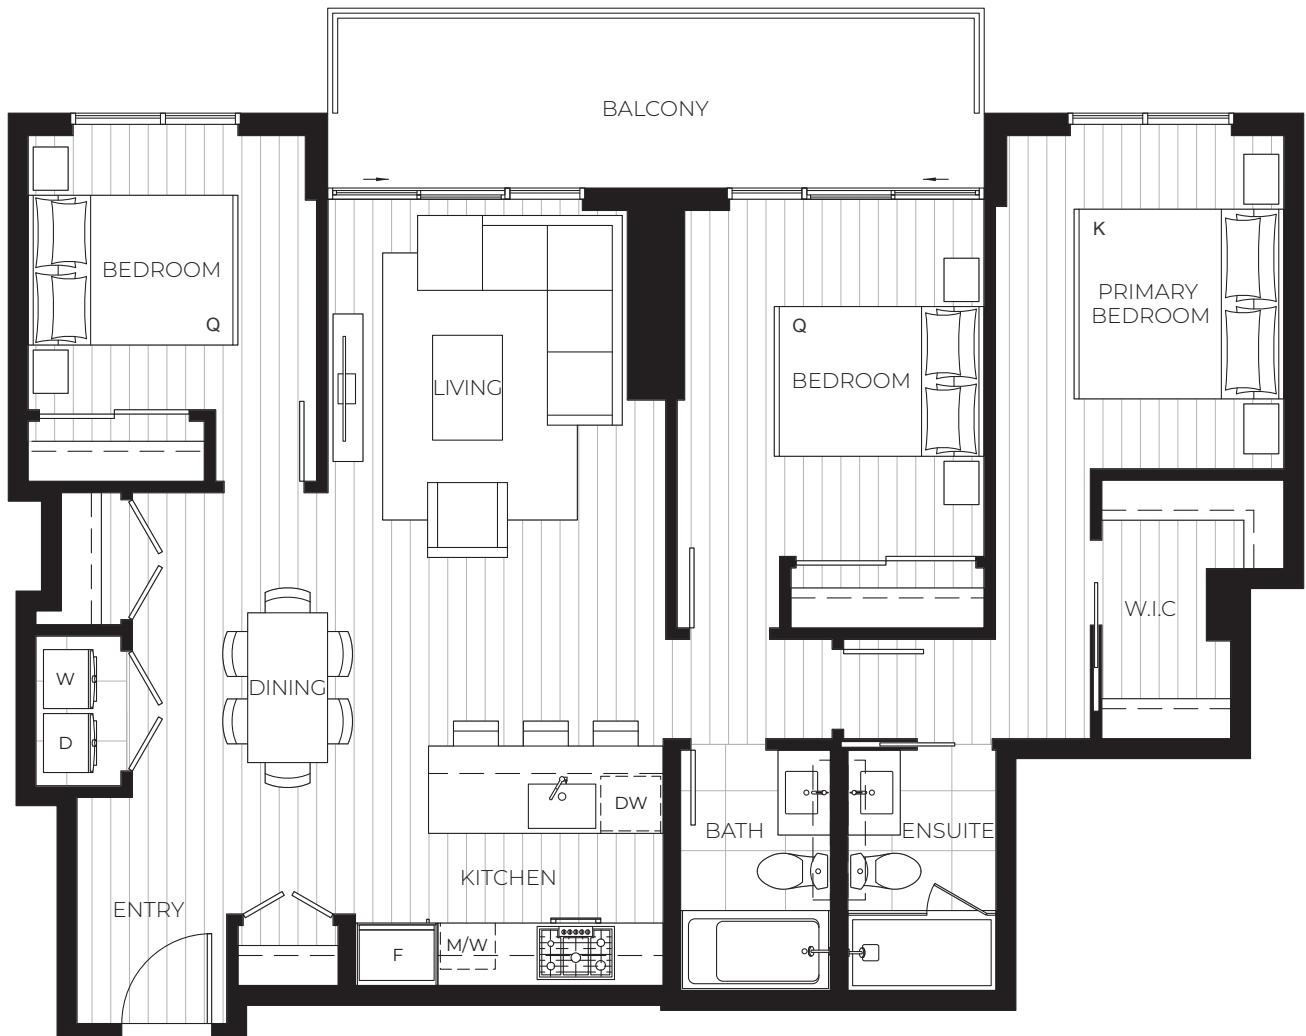 BALCONY
BEDROOM
Q
LIVING
Q
BEDROOM
K
PRIMARY
BEDROOM
W.I.C
W
D
DINING
DW
BATH
ENSUITE
KITCHEN
ENTRY
F
M/W